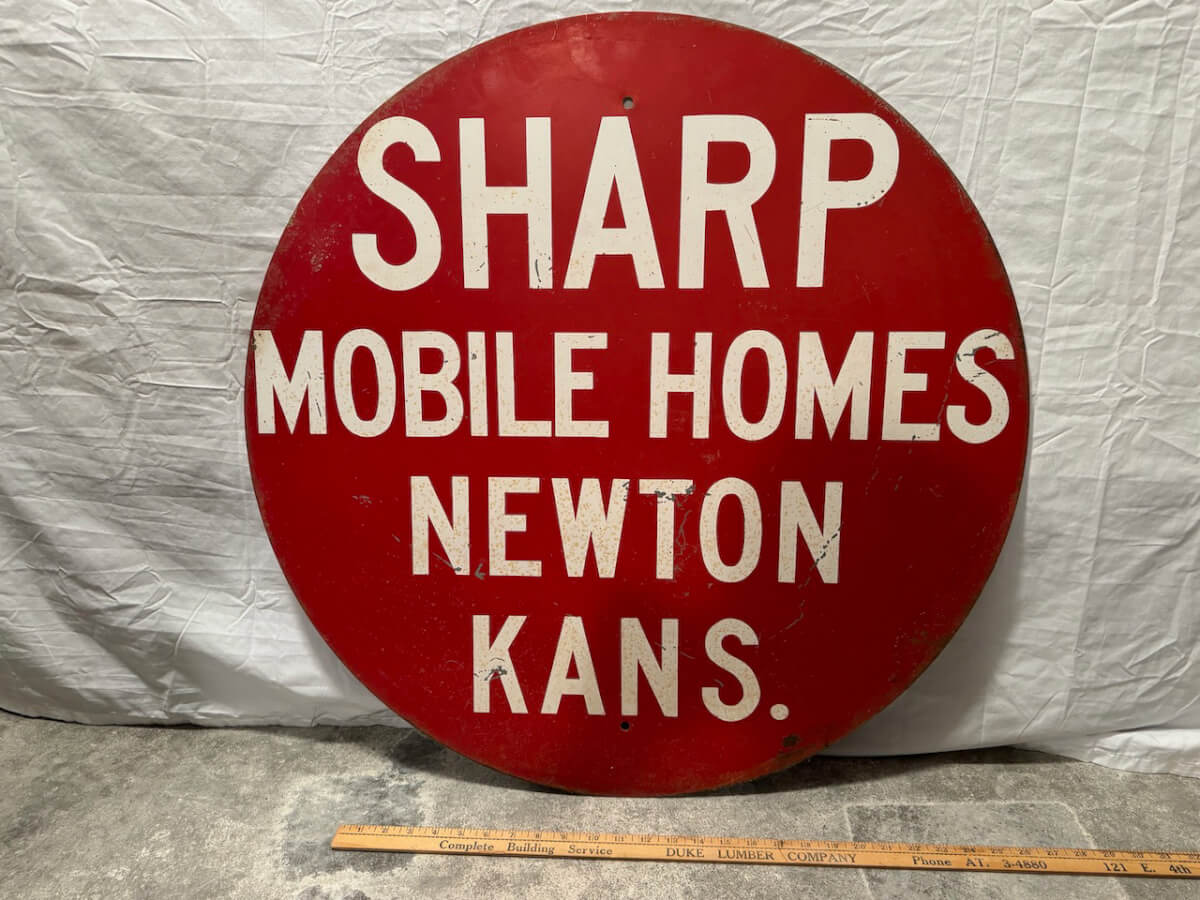 SHARP
MOBILE HOMES
NEWTON
KANS.
Complete Building Service DUKE LUMBER COMPANY Phone AT. 3-4880 121 E. 4th